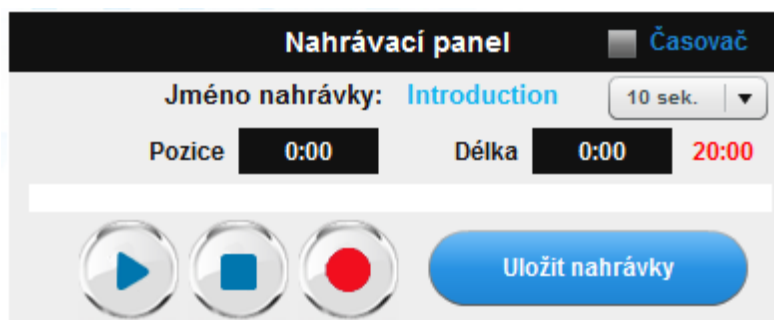 Nahrávací panel Časovač
Jméno nahrávky: Introduction 10 sek.
Pozice 0:00 Délka 0:00 20:00
Uložit nahrávky